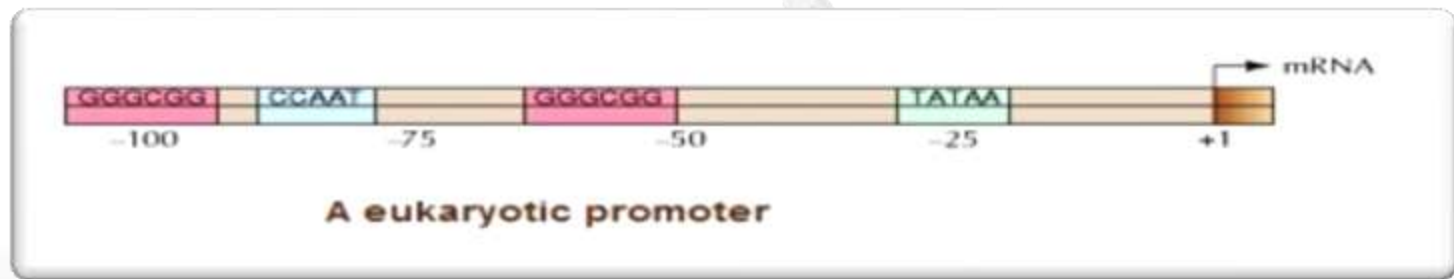 mRNA
GGGCGG CCAAT GGGCGG TATAA
-100 -75 -50 -25 +1
A eukaryotic promoter